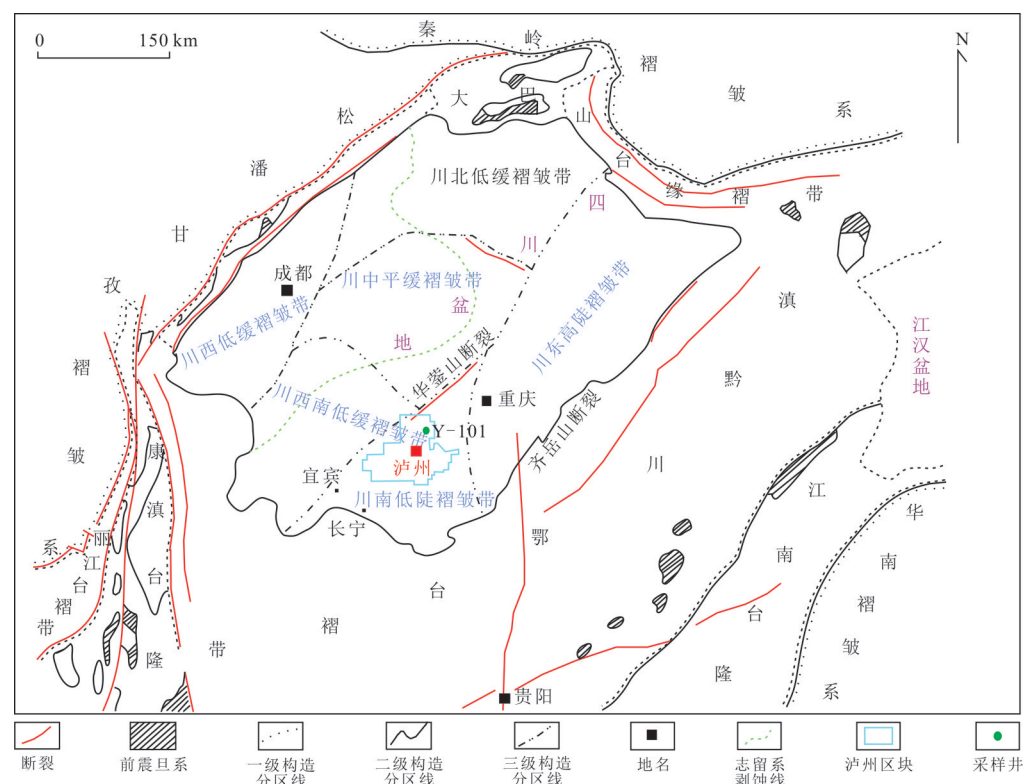 0 150 km
N
秦岭褶皱系
松潘甘孜褶皱系
大巴山台缘褶带
川北低缓褶皱带
四川盆地
成都
川中平缓褶皱带
川西低缓褶皱带
川东高陡褶皱带
华蓥山断裂
重庆
川西南低缓褶皱带
Y-101
泸州
宜宾
川南低陡褶皱带
长宁
齐岳山断裂
滇黔川鄂台褶带
江汉盆地
康滇台隆
丽江台褶带
江南台隆
华南褶皱系
贵阳
断裂
前震旦系
一级构造
分区线
二级构造
分区线
三级构造
分区线
地名
志留系
剥蚀线
泸州区块
采样井